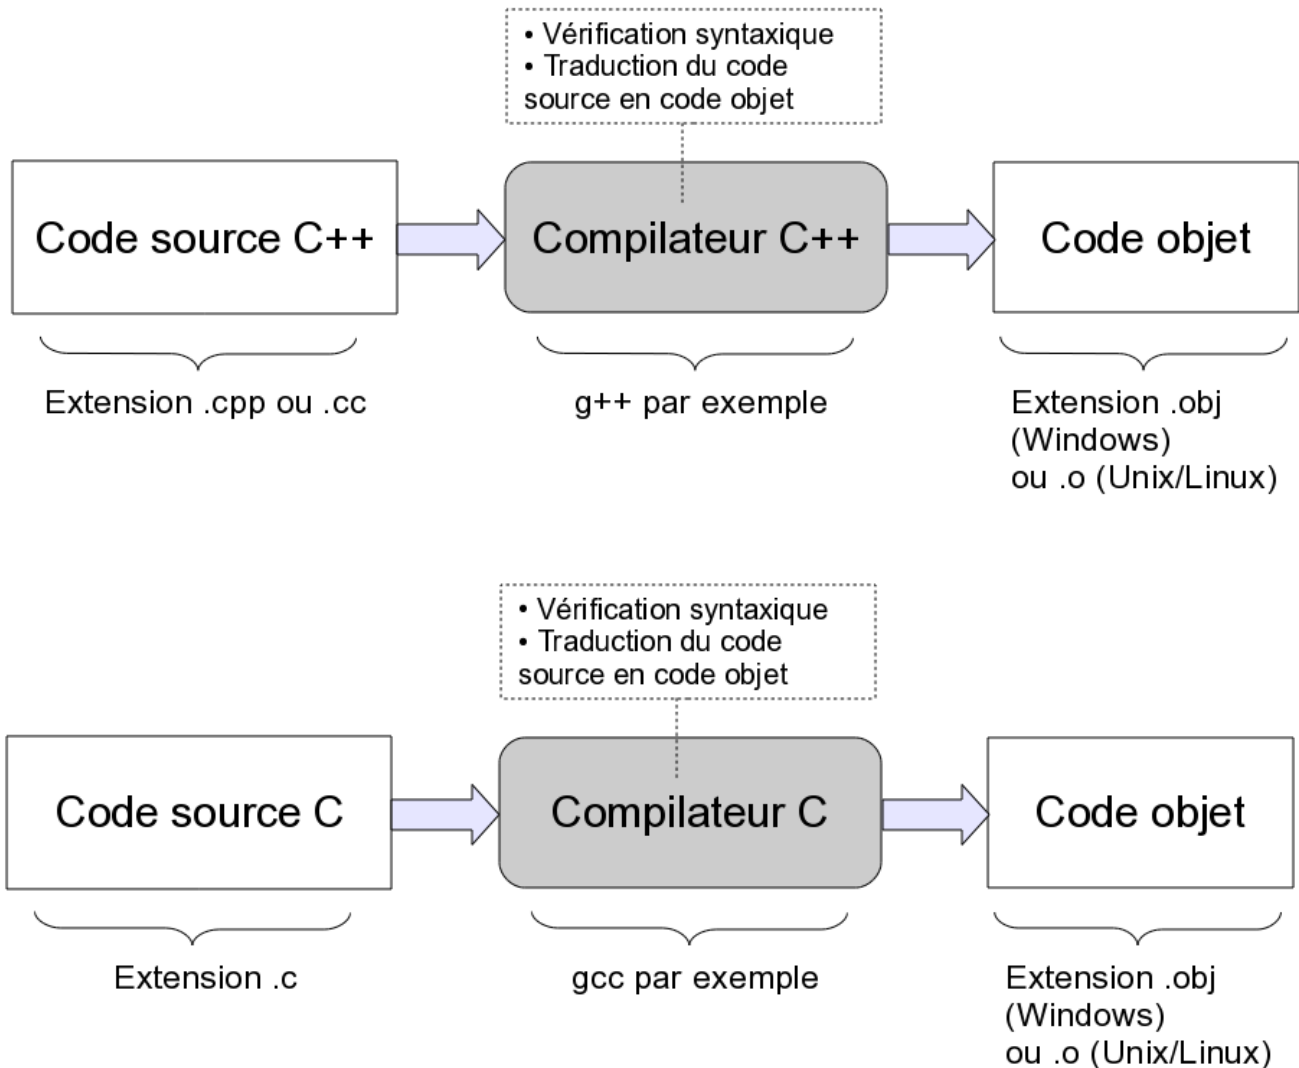 • Vérification syntaxique
• Traduction du code
source en code objet
Code source C++
Compilateur C++
Code objet
Extension .cpp ou .cc
g++ par exemple
Extension .obj
(Windows)
ou .o (Unix/Linux)
• Vérification syntaxique
• Traduction du code
source en code objet
Code source C
Compilateur C
Code objet
Extension .c
gcc par exemple
Extension .obj
(Windows)
ou .o (Unix/Linux)